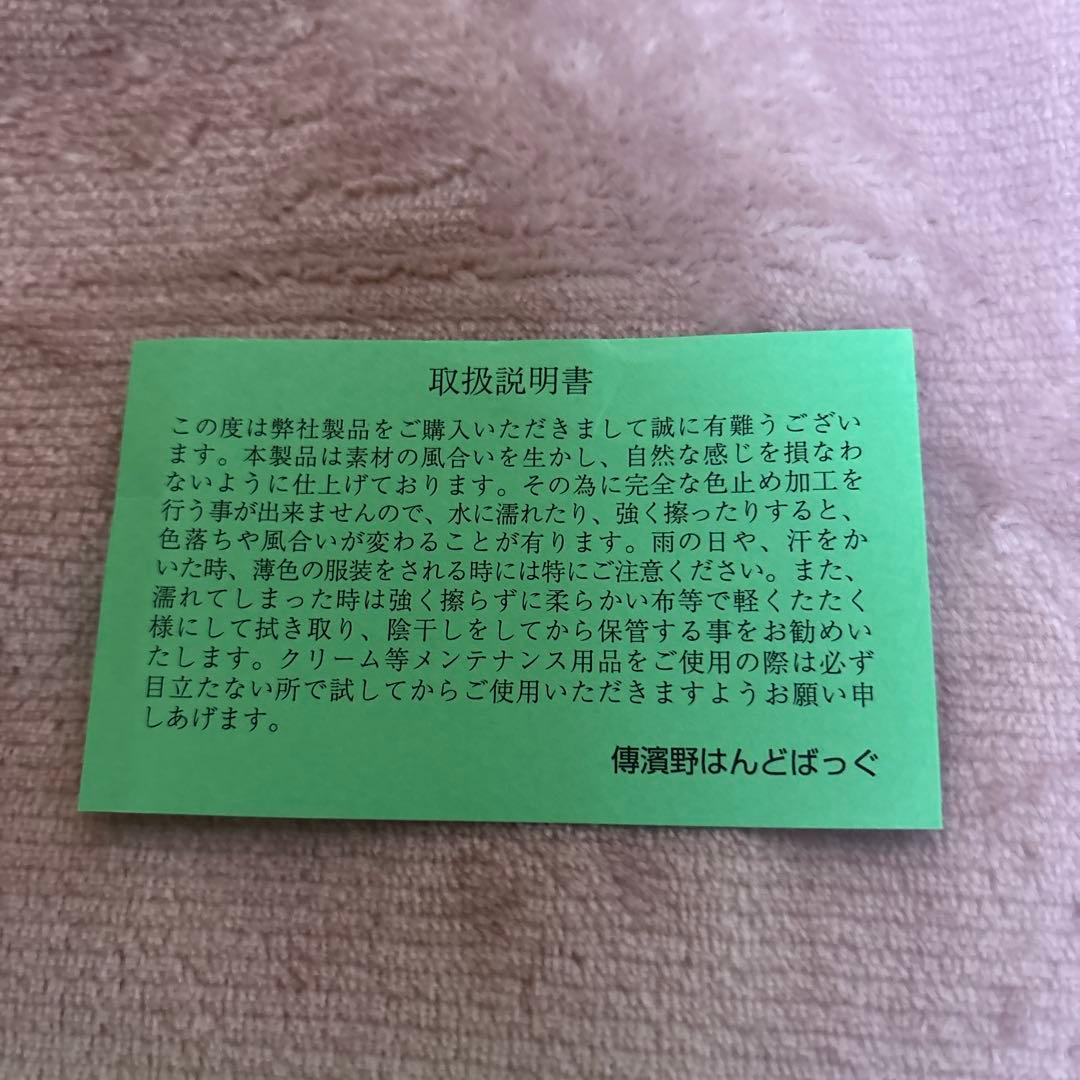 取扱説明書
この度は弊社製品をご購入いただきまして誠に有難うござい
ます。本製品は素材の風合いを生かし、自然な感じを損なわ
ないように仕上げております。その為に完全な色止め加工を
行う事が出来ませんので、水に濡れたり、強く擦ったりすると、
色落ちや風合いが変わることが有ります。雨の日や、汗をか
いた時、薄色の服装をされる時には特にご注意ください。また、
濡れてしまった時は強く擦らずに柔らかい布等で軽くたたく
様にして拭き取り、陰干しをしてから保管する事をお勧めい
たします。クリーム等メンテナンス用品をご使用の際は必ず
目立たない所で試してからご使用いただきますようお願い申
しあげます。
傳濱野はんどばっぐ